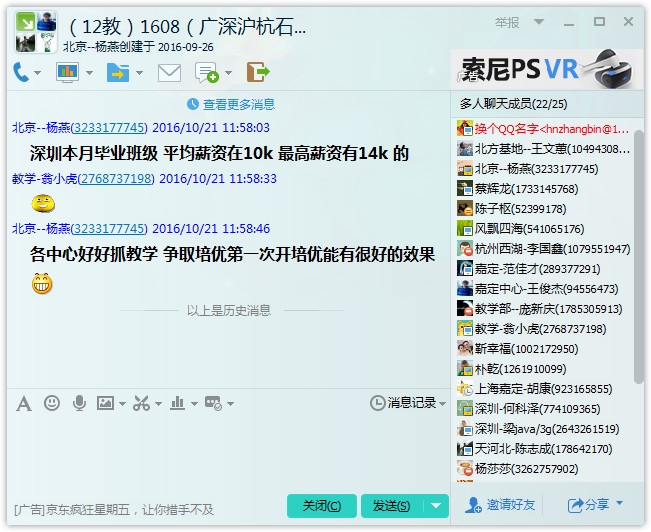 （12教）1608（广深沪杭石...
举报
北京--杨燕创建于 2016-09-26
索尼PS VR
广告
查看更多消息
北京--杨燕(3233177745) 2016/10/21 11:58:03
深圳本月毕业班级 平均薪资在10k 最高薪资有14k 的
教学-翁小虎(2768737198) 2016/10/21 11:58:33
北京--杨燕(3233177745) 2016/10/21 11:58:46
各中心好好抓教学 争取培优第一次开培优能有很好的效果
以上是历史消息
消息记录
[广告]京东疯狂星期五，让你措手不及
关闭(C)
发送(S)
多人聊天成员(22/25)
换个QQ名字<hnzhangbin@1...
北方基地--王文蕙(10494308...
北京--杨燕(3233177745)
蔡辉龙(1733145768)
陈子枢(52399178)
风飘四海(541065176)
杭州西湖-李国鑫(1079551947)
嘉定-范佳才(289377291)
嘉定中心-王俊杰(94556473)
教学部--庞新庆(1785305913)
教学-翁小虎(2768737198)
靳幸福(1002172950)
朴乾(1261910099)
上海嘉定-胡康(923165855)
深圳-何科泽(774109365)
深圳-梁java/3g(2643261519)
天河北-陈志成(178642170)
杨莎莎(3262757902)
邀请好友
分享